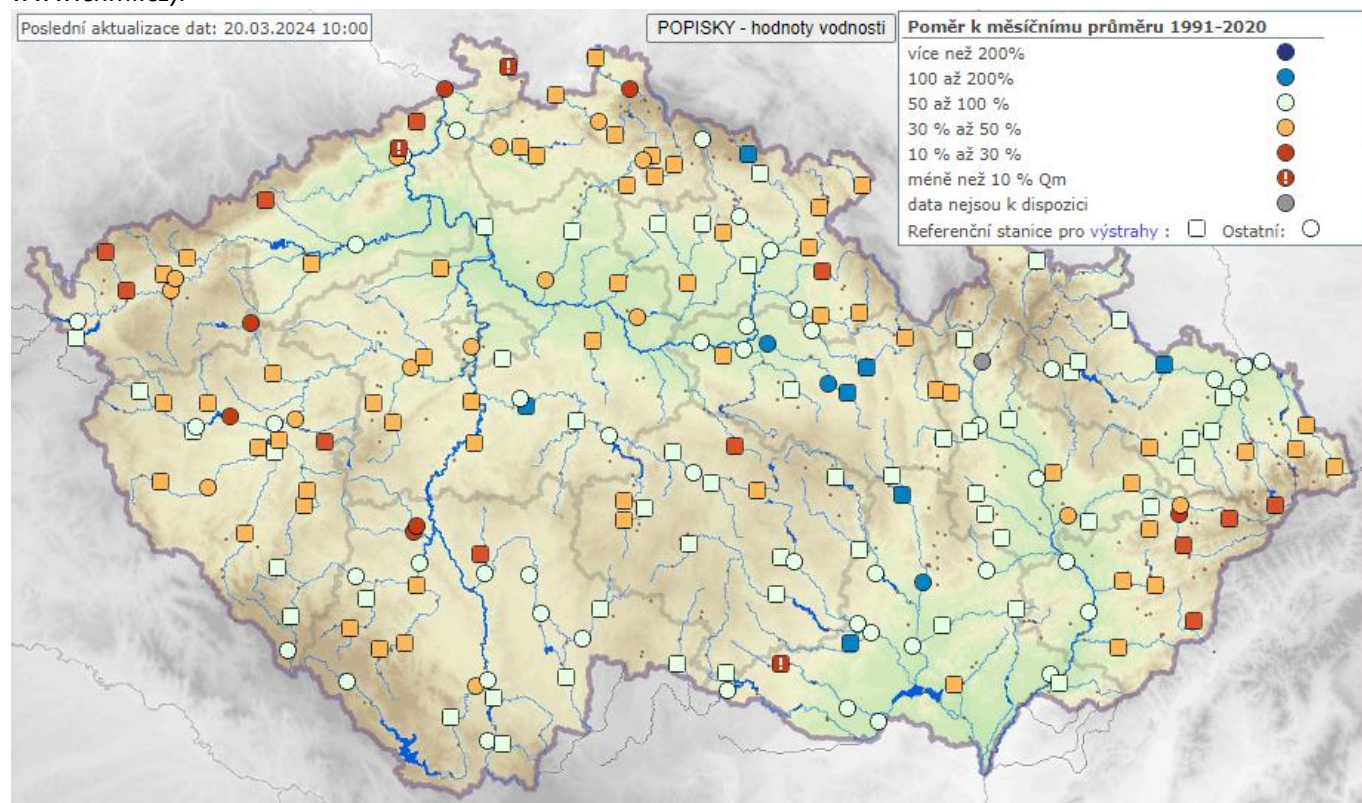 Poslední aktualizace dat: 20.03.2024 10:00
POPISKY - hodnoty vodnosti
Poměr k měsíčnímu průměru 1991-2020
více než 200%
100 až 200%
50 až 100 %
30 % až 50 %
10 % až 30 %
méně než 10 % Qm
data nejsou k dispozici
Referenční stanice pro výstrahy : Ostatní: